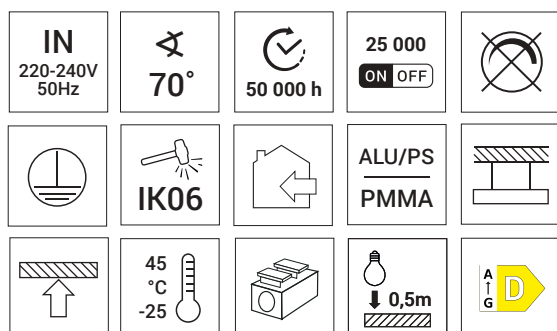 IN
220-240V
50Hz
70°
50 000 h
25 000
ON OFF
IK06
ALU/PS
PMMA
45
°C
-25
0,5m
A
↑
G
D